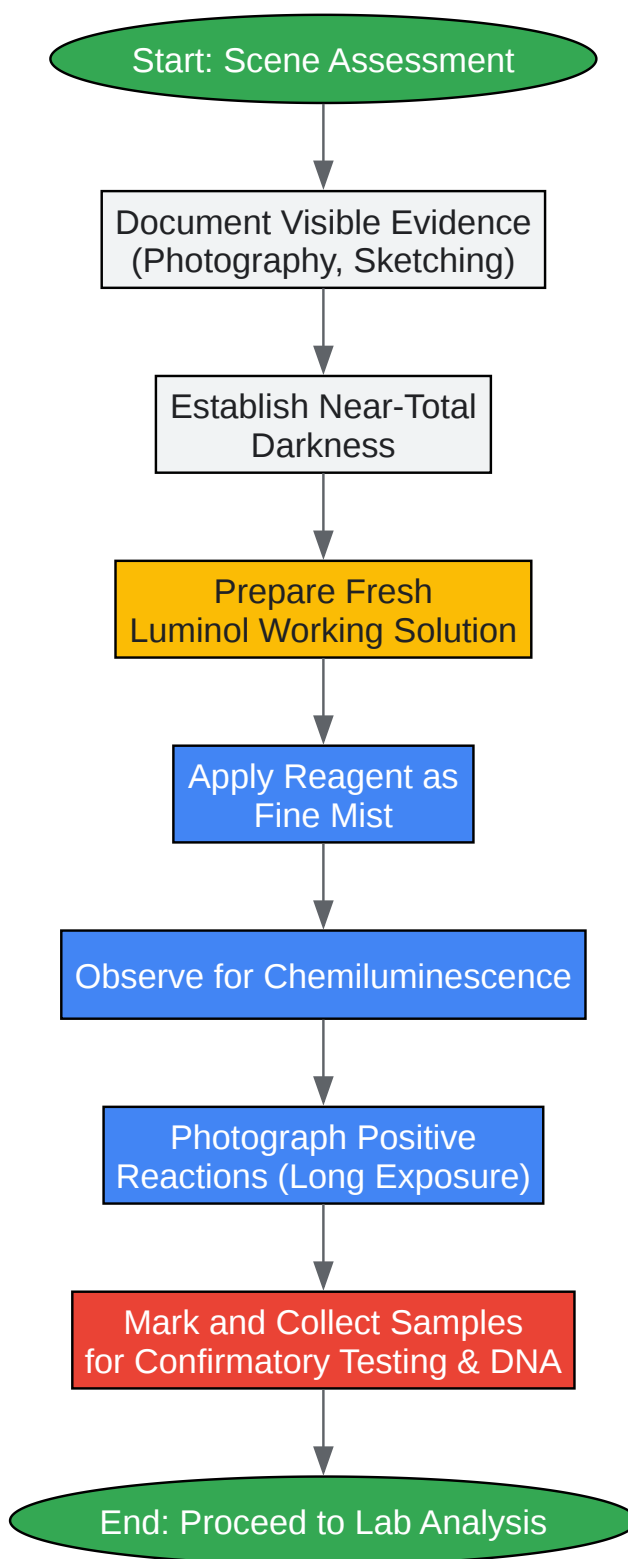 Start: Scene Assessment
Document Visible Evidence
(Photography, Sketching)
Establish Near-Total
Darkness
Prepare Fresh
Luminol Working Solution
Apply Reagent as
Fine Mist
Observe for Chemiluminescence
Photograph Positive
Reactions (Long Exposure)
Mark and Collect Samples
for Confirmatory Testing & DNA
End: Proceed to Lab Analysis